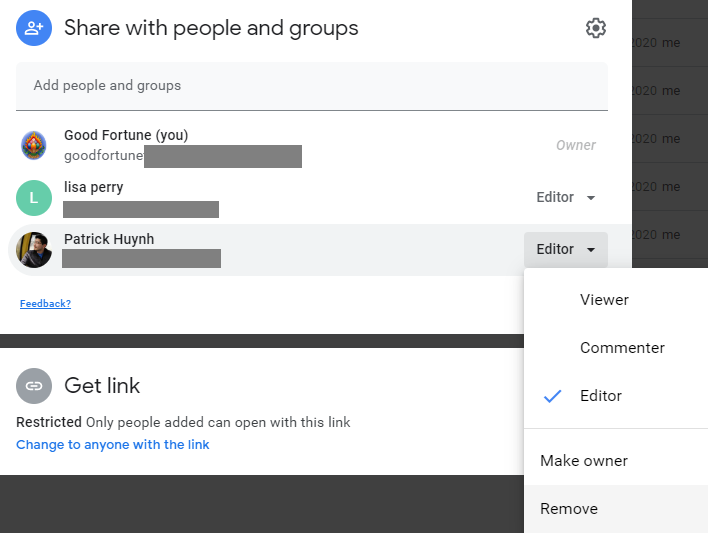 Share with people and groups
Add people and groups
Good Fortune (you)
goodfortune
Owner
L
lisa perry
Editor
Patrick Huynh
Editor
Feedback?
Viewer
Commenter
Editor
Make owner
Remove
Get link
Restricted Only people added can open with this link
Change to anyone with the link
2020 me
2020 me
2020 me
2020 me
2020 me